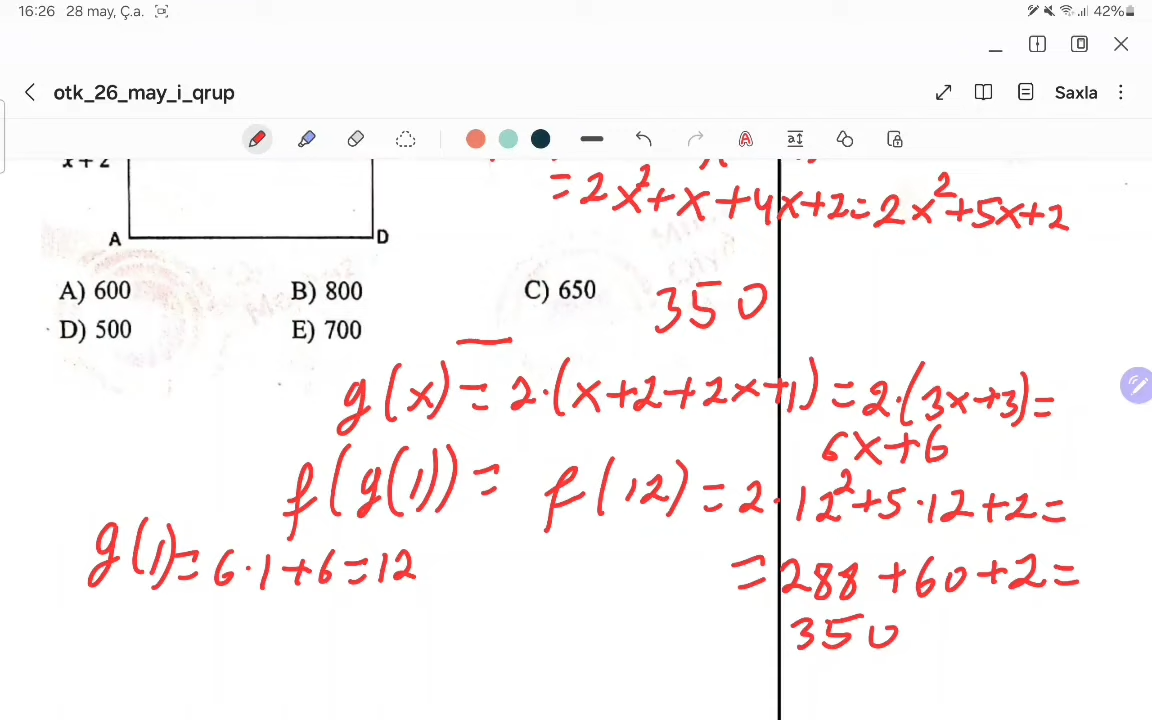 16:26 28 may, Ç.a. 42%
otk_26_may_i_qrup
Saxla
x + 2
= 2x²+x+4x+2=2x²+5x+2
A D
A) 600 B) 800 C) 650 350
D) 500 E) 700
g(x) = 2·(x+2+2x+1) = 2·(3x+3)=
6x+6
f(g(1)) = f(12) = 2·12²+5·12+2=
g(1)=6·1+6=12
=288+60+2=
350